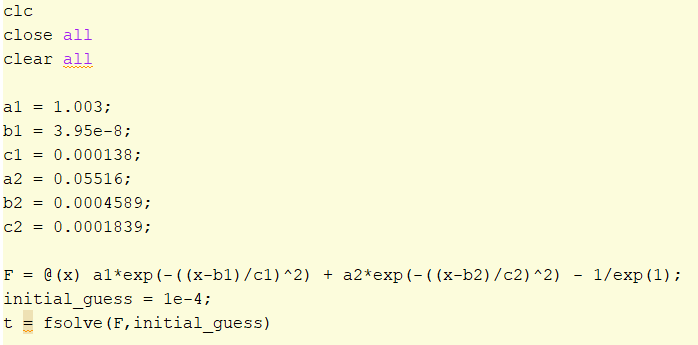 clc
close all
clear all
a1 = 1.003;
b1 = 3.95e-8;
c1 = 0.000138;
a2 = 0.05516;
b2 = 0.0004589;
c2 = 0.0001839;
F = @(x) a1*exp(-((x-b1)/c1)^2) + a2*exp(-((x-b2)/c2)^2) - 1/exp(1);
initial_guess = 1e-4;
t = fsolve(F,initial_guess)